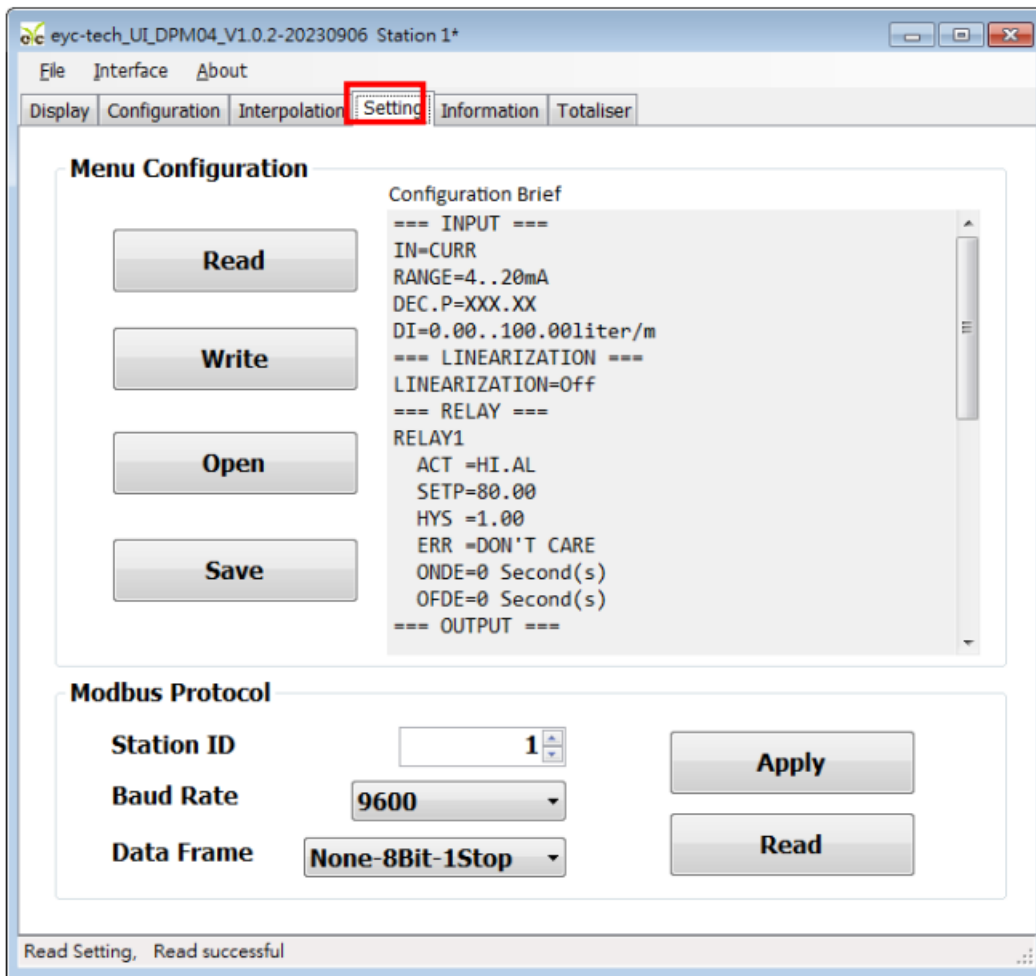 eyc-tech_UI_DPM04_V1.0.2-20230906 Station 1*
File Interface About
Display Configuration Interpolation Setting Information Totaliser
Menu Configuration
Configuration Brief
Read
Write
Open
Save
=== INPUT ===
IN=CURR
RANGE=4..20mA
DEC.P=XXX.XX
DI=0.00..100.00liter/m
=== LINEARIZATION ===
LINEARIZATION=Off
=== RELAY ===
RELAY1
ACT =HI.AL
SETP=80.00
HYS =1.00
ERR =DON'T CARE
ONDE=0 Second(s)
OFDE=0 Second(s)
=== OUTPUT ===
Modbus Protocol
Station ID 1
Baud Rate 9600
Data Frame None-8Bit-1Stop
Apply
Read
Read Setting, Read successful